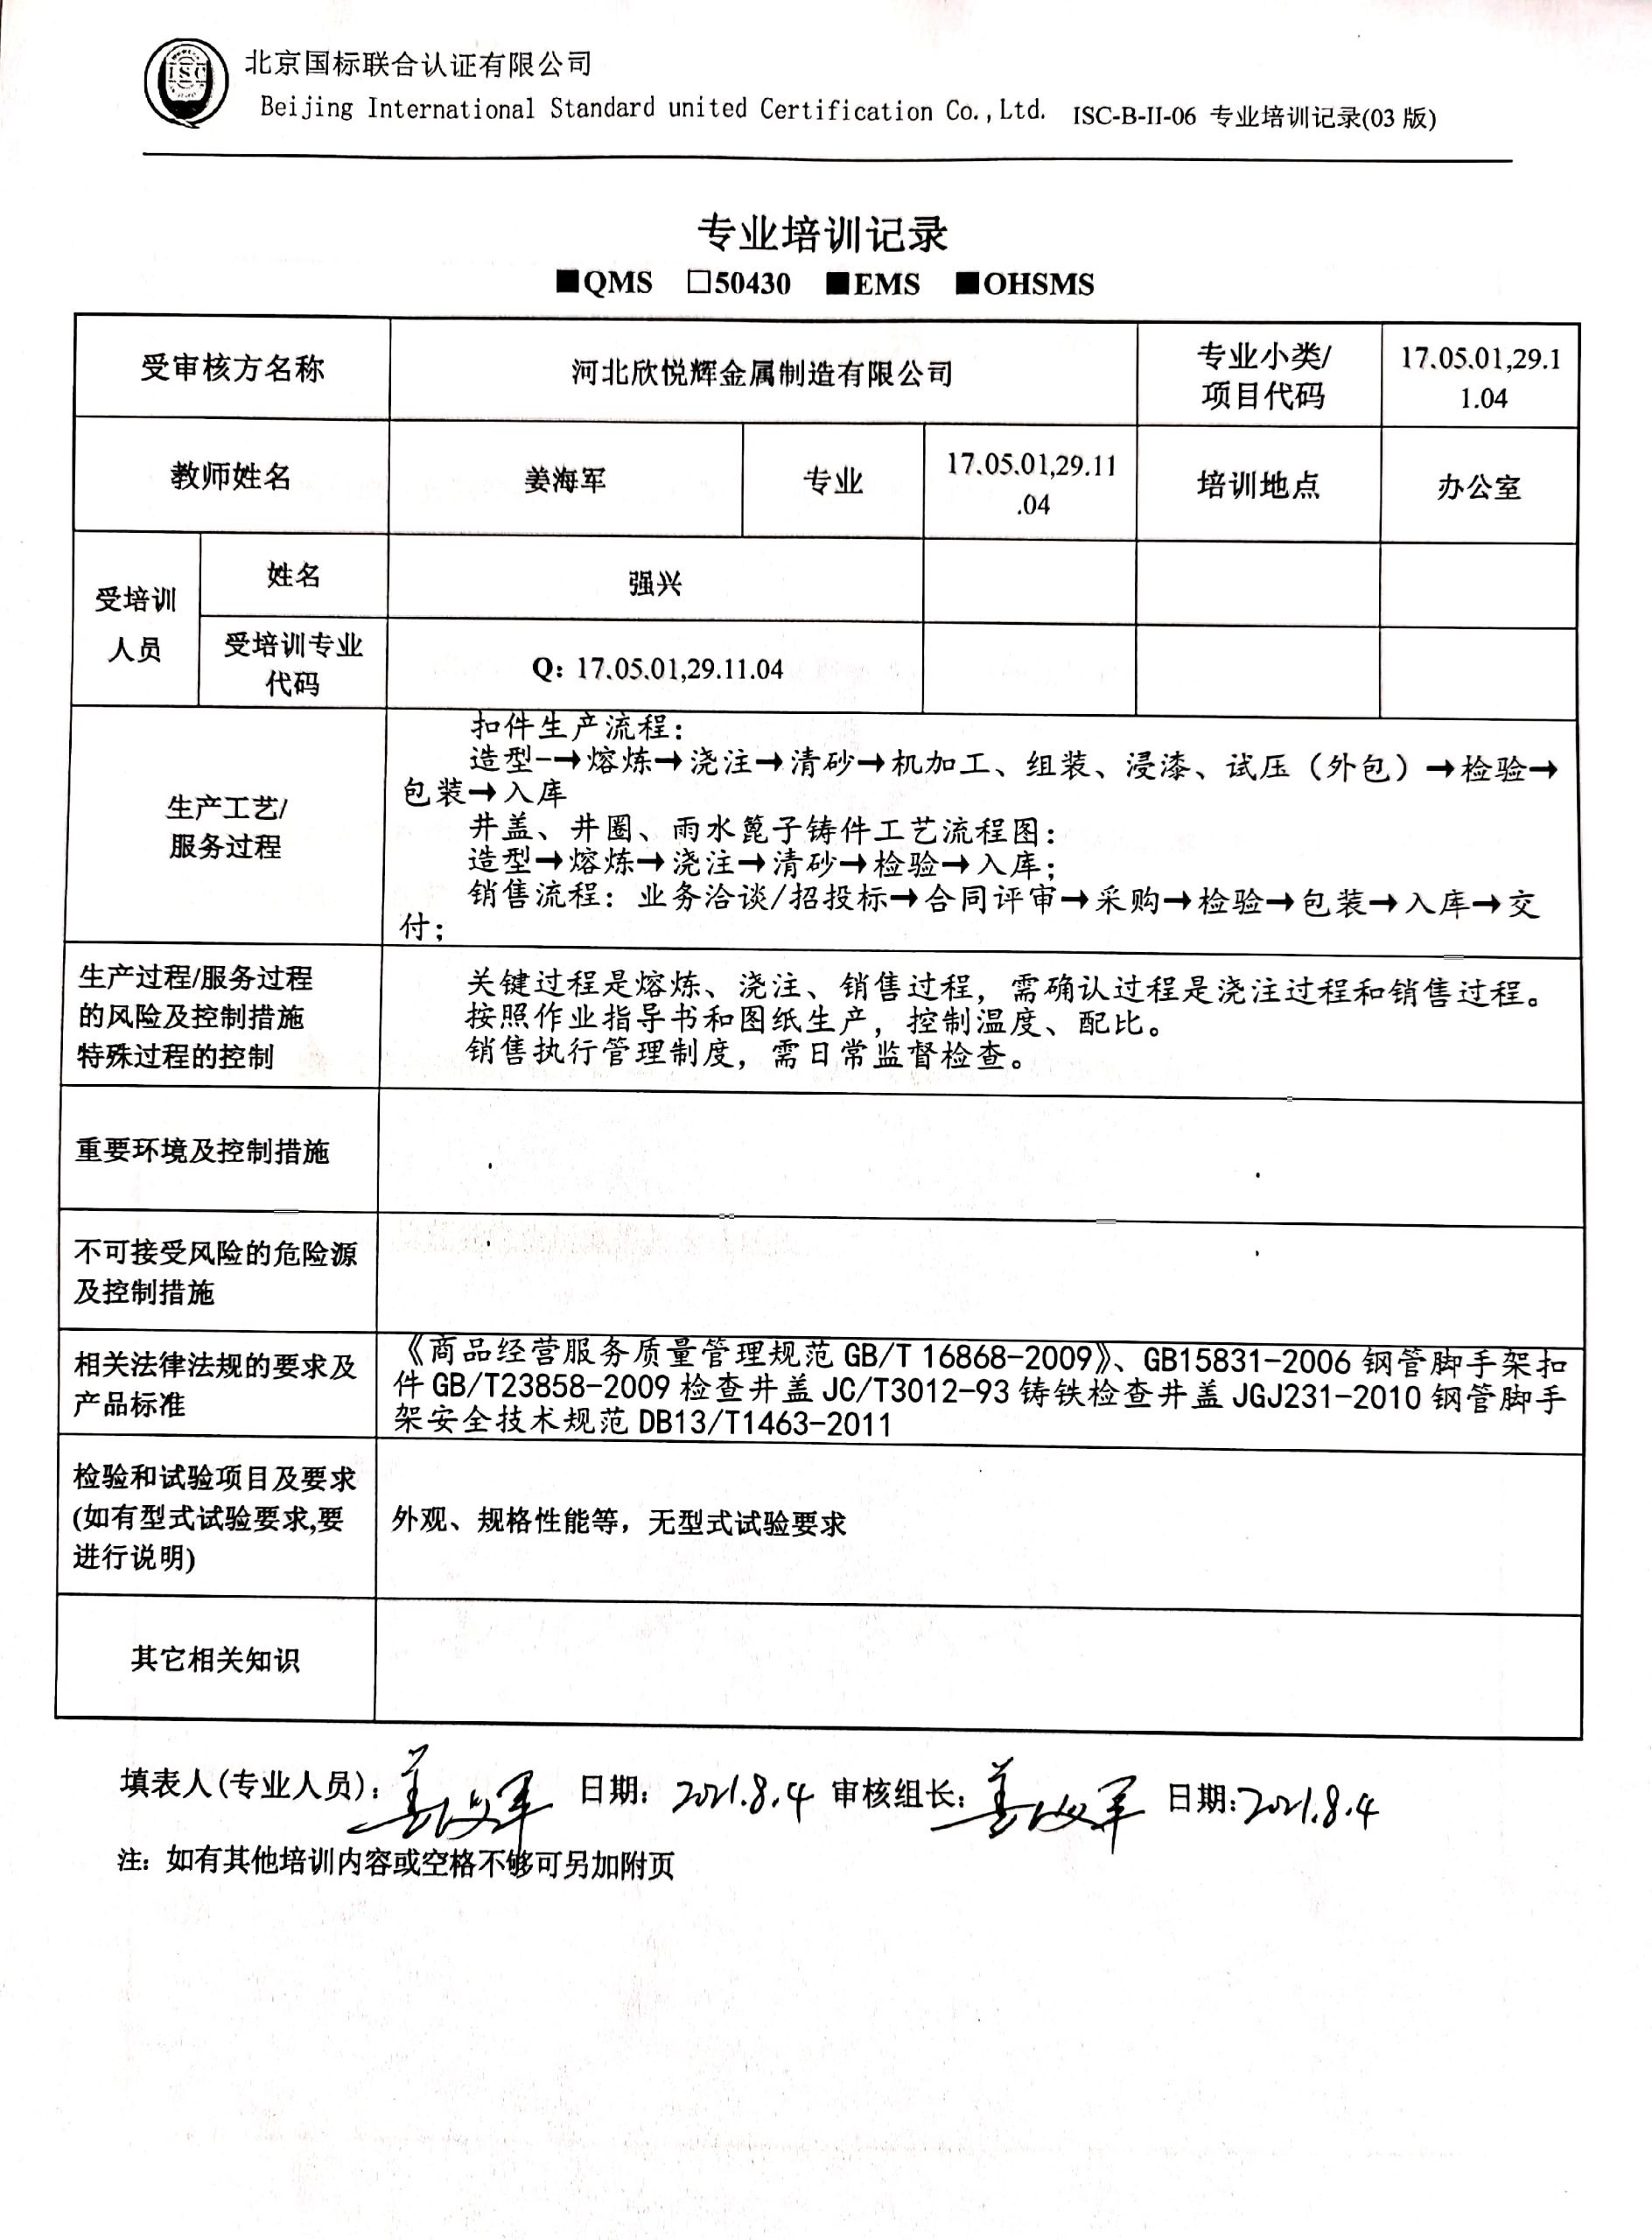 北京国标联合认证有限公司
Beijing International Standard united Certification Co.,Ltd. ISC-B-II-06 专业培训记录(03 版)
专业培训记录
■QMS □50430 ■EMS ■OHSMS
受审核方名称 河北欣悦辉金属制造有限公司 专业小类/ 17.05.01,29.1
项目代码 1.04
教师姓名 姜海军 专业 17.05.01,29.11 培训地点 办公室
.04
受培训 姓名 强兴
人员 受培训专业 Q: 17.05.01,29.11.04
代码
扣件生产流程:
造型-→熔炼→浇注→清砂→机加工、组装、浸漆、试压（外包）→检验→
包装→入库
生产工艺/
服务过程
井盖、井圈、雨水篦子铸件工艺流程图:
造型→熔炼→浇注→清砂→检验→入库;
销售流程: 业务洽谈/招投标→合同评审→采购→检验→包装→入库→交
付;
生产过程/服务过程
的风险及控制措施
特殊过程的控制
关键过程是熔炼、浇注、销售过程，需确认过程是浇注过程和销售过程。
按照作业指导书和图纸生产，控制温度、配比。
销售执行管理制度，需日常监督检查。
重要环境及控制措施
不可接受风险的危险源
及控制措施
相关法律法规的要求及
产品标准
《商品经营服务质量管理规范 GB/T 16868-2009》、GB15831-2006 钢管脚手架扣
件 GB/T23858-2009 检查井盖 JC/T3012-93 铸铁检查井盖 JGJ231-2010 钢管脚手
架安全技术规范 DB13/T1463-2011
检验和试验项目及要求
(如有型式试验要求,要
进行说明)
外观、规格性能等，无型式试验要求
其它相关知识
填表人(专业人员): 姜海军 日期: 2021.8.4 审核组长: 姜海军 日期: 2021.8.4
注: 如有其他培训内容或空格不够可另加附页